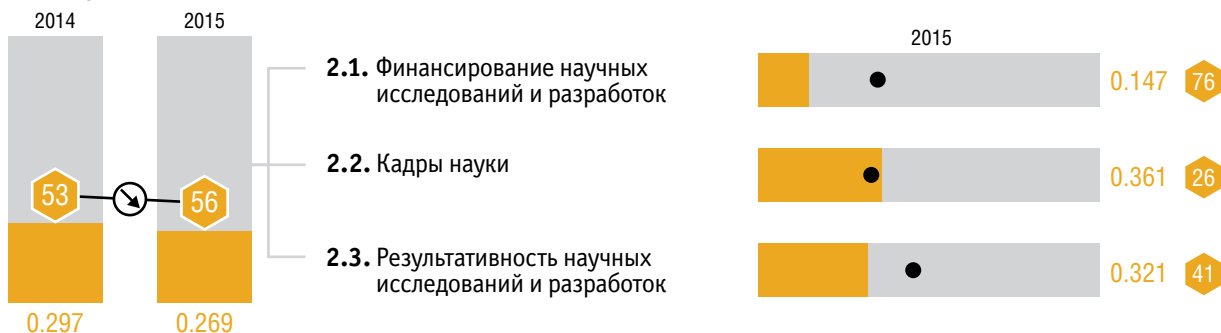 2014
2015
53
56
0.297
0.269
2.1. Финансирование научных
исследований и разработок
2.2. Кадры науки
2.3. Результативность научных
исследований и разработок
2015
0.147 76
0.361 26
0.321 41